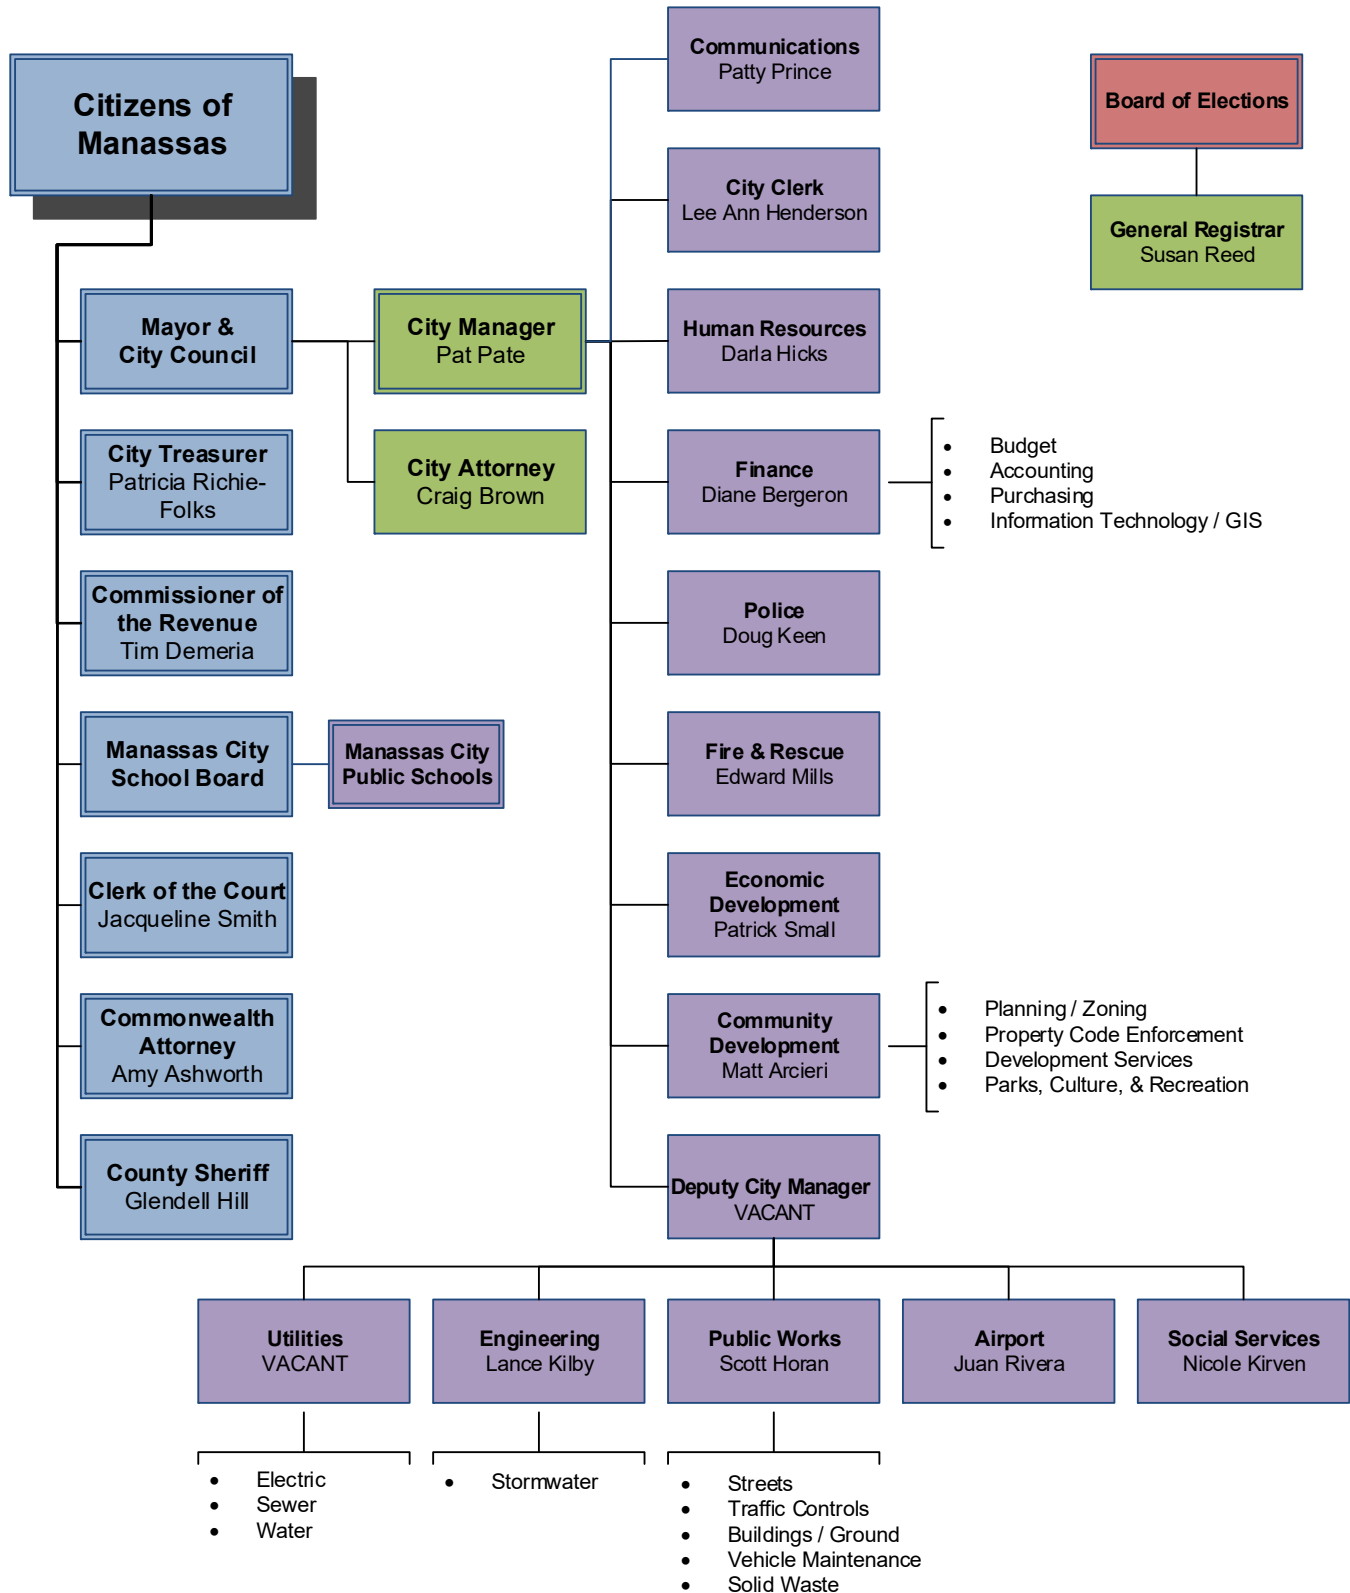 Citizens of
Manassas
Communications
Patty Prince
Board of Elections
City Clerk
Lee Ann Henderson
General Registrar
Susan Reed
Mayor &
City Council
City Manager
Pat Pate
Human Resources
Darla Hicks
City Treasurer
Patricia Richie-
Folks
City Attorney
Craig Brown
Finance
Diane Bergeron
• Budget
• Accounting
• Purchasing
• Information Technology / GIS
Commissioner of
the Revenue
Tim Demeria
Police
Doug Keen
Manassas City
School Board
Manassas City
Public Schools
Fire & Rescue
Edward Mills
Clerk of the Court
Jacqueline Smith
Economic
Development
Patrick Small
Commonwealth
Attorney
Amy Ashworth
Community
Development
Matt Arcieri
• Planning / Zoning
• Property Code Enforcement
• Development Services
• Parks, Culture, & Recreation
County Sheriff
Glendell Hill
Deputy City Manager
VACANT
Utilities
VACANT
Engineering
Lance Kilby
Public Works
Scott Horan
Airport
Juan Rivera
Social Services
Nicole Kirven
• Electric
• Sewer
• Water
• Stormwater
• Streets
• Traffic Controls
• Buildings / Ground
• Vehicle Maintenance
• Solid Waste